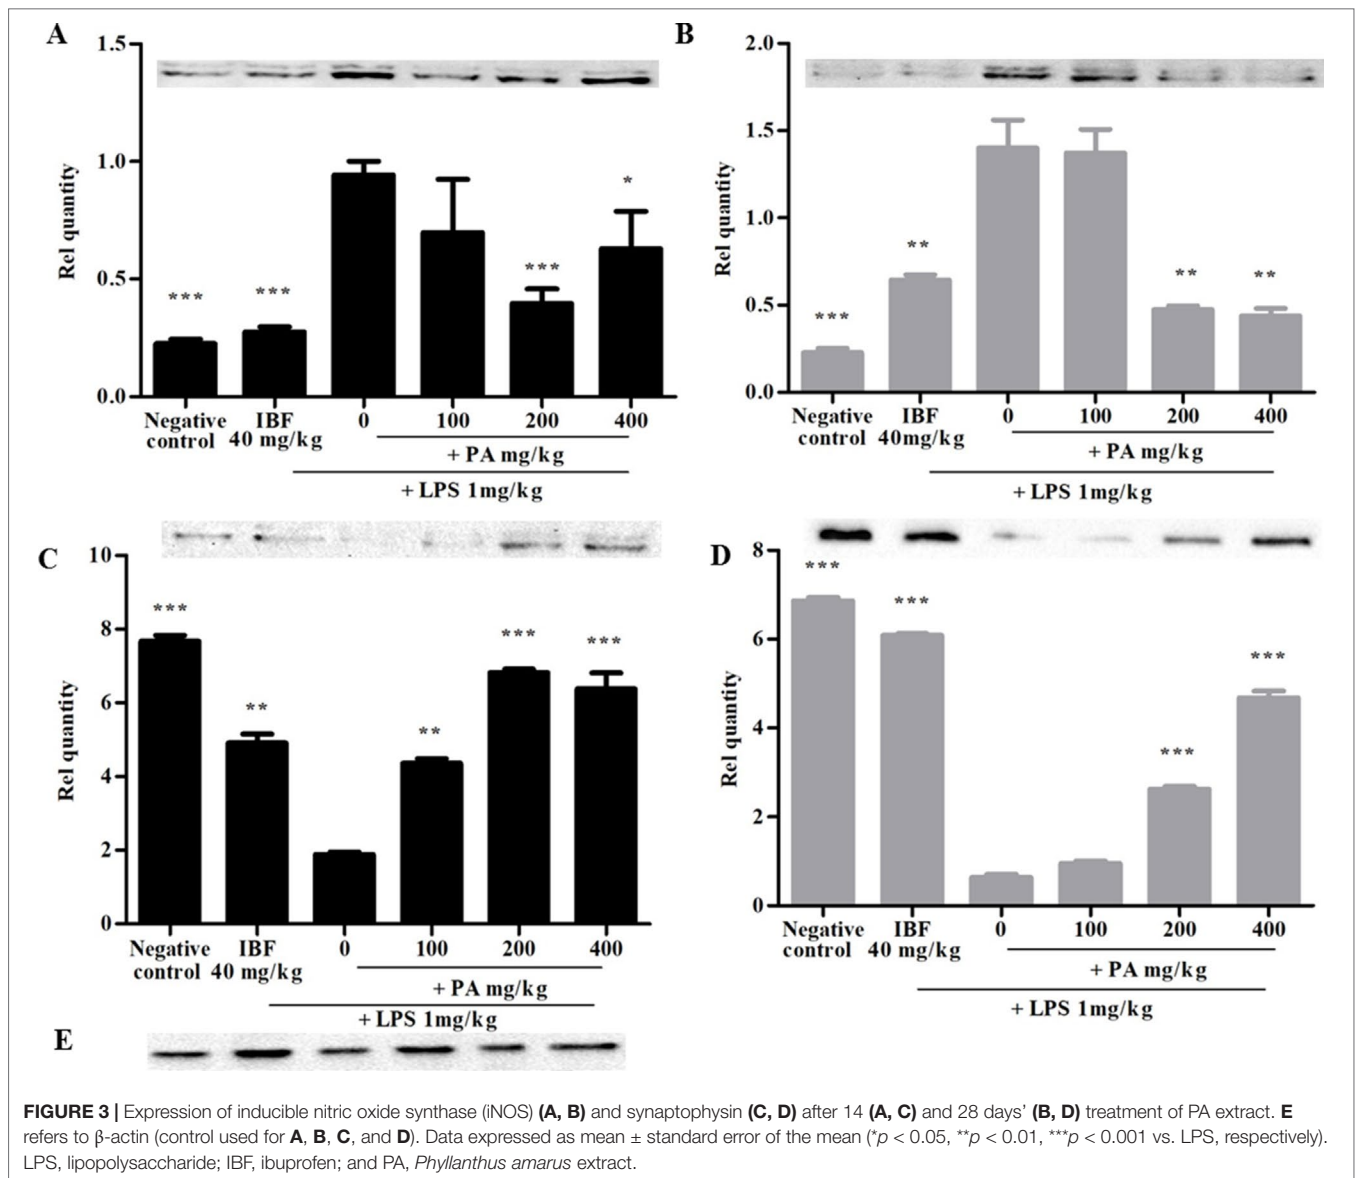 A
1.5
1.0
0.5
0.0
Rel quantity
***
***
***
*
Negative control
IBF 40 mg/kg
0
100
200
400
+ PA mg/kg
+ LPS 1mg/kg
B
2.0
1.5
1.0
0.5
0.0
Rel quantity
***
**
**
**
Negative control
IBF 40mg/kg
0
100
200
400
+ PA mg/kg
+ LPS 1mg/kg
C
10
8
6
4
2
0
Rel quantity
***
**
**
***
***
Negative control
IBF 40 mg/kg
0
100
200
400
+ PA mg/kg
+ LPS 1mg/kg
D
8
6
4
2
0
Rel quantity
***
***
***
***
Negative control
IBF 40 mg/kg
0
100
200
400
+ PA mg/kg
+ LPS 1mg/kg
E
FIGURE 3 | Expression of inducible nitric oxide synthase (iNOS) (A, B) and synaptophysin (C, D) after 14 (A, C) and 28 days’ (B, D) treatment of PA extract. E
refers to β-actin (control used for A, B, C, and D). Data expressed as mean ± standard error of the mean (*p < 0.05, **p < 0.01, ***p < 0.001 vs. LPS, respectively).
LPS, lipopolysaccharide; IBF, ibuprofen; and PA, Phyllanthus amarus extract.